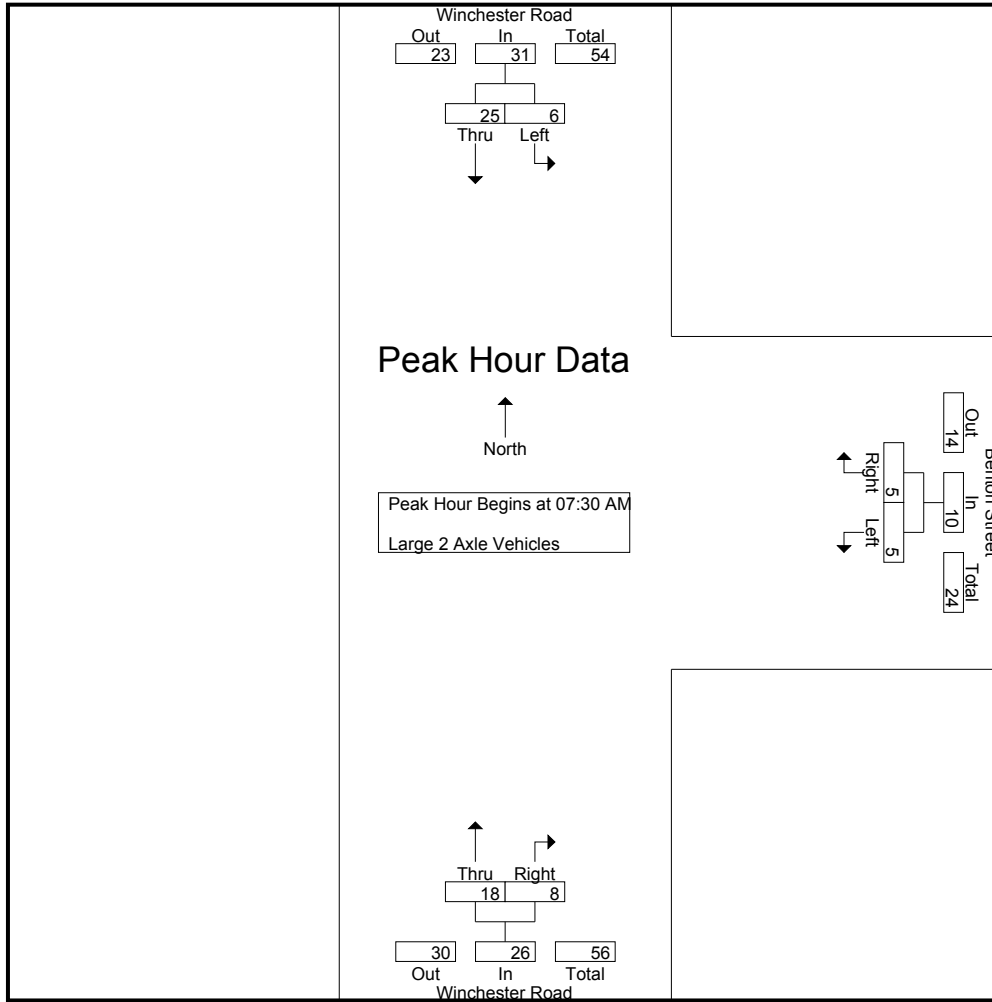 Winchester Road
Out In Total
23 31 54
25 6
Thru Left
Peak Hour Data
North
Peak Hour Begins at 07:30 AM
Large 2 Axle Vehicles
Benton Street
Out In Total
14 10 24
5 5
Right Left
Thru Right
18 8
30 26 56
Out In Total
Winchester Road